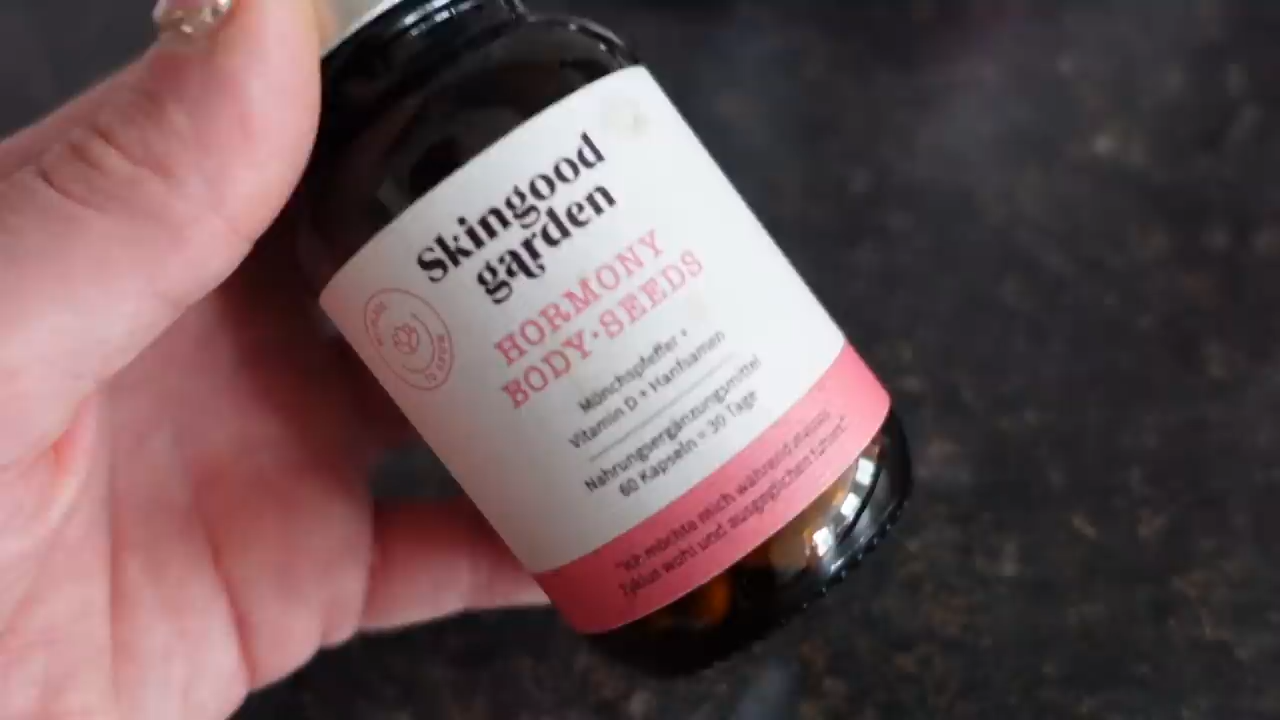 Skingood
garden
HORMONY
BODY·SEEDS
Mönchspfeffer +
Vitamin D + Hanfsamen
Nahrungsergänzungsmittel
60 Kapseln = 30 Tage
"Ich möchte mich während meines
Zyklus wohl und ausgeglichen fühlen"